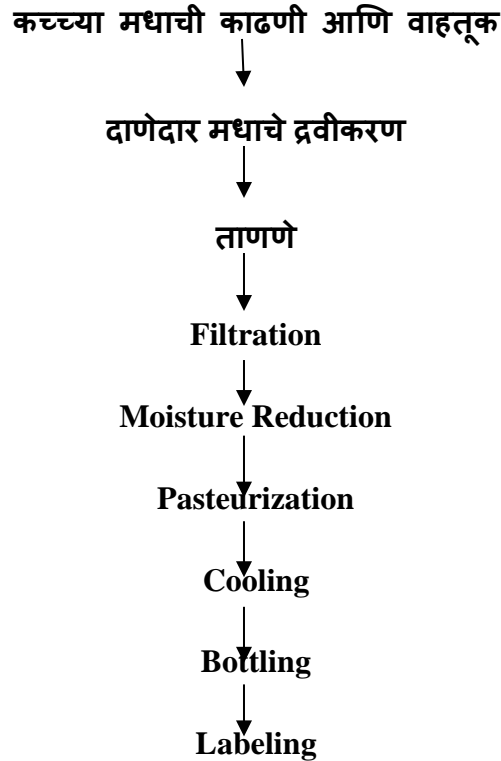 कच्च्या मधाची काढणी आणि वाहतूक
दाणेदार मधाचे द्रवीकरण
ताणणे
Filtration
Moisture Reduction
Pasteurization
Cooling
Bottling
Labeling